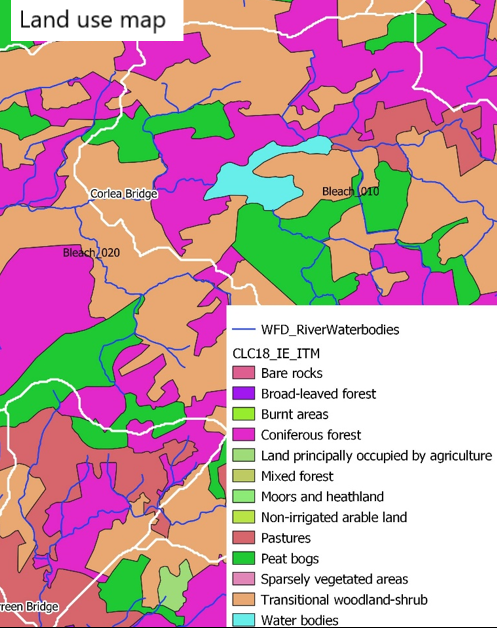 Land use map
Corlea Bridge
Bleach_010
Bleach_020
WFD_RiverWaterbodies
CLC18_IE_ITM
Bare rocks
Broad-leaved forest
Burnt areas
Coniferous forest
Land principally occupied by agriculture
Mixed forest
Moors and heathland
Non-irrigated arable land
Pastures
Peat bogs
Sparsely vegetated areas
Transitional woodland-shrub
Water bodies
reen Bridge